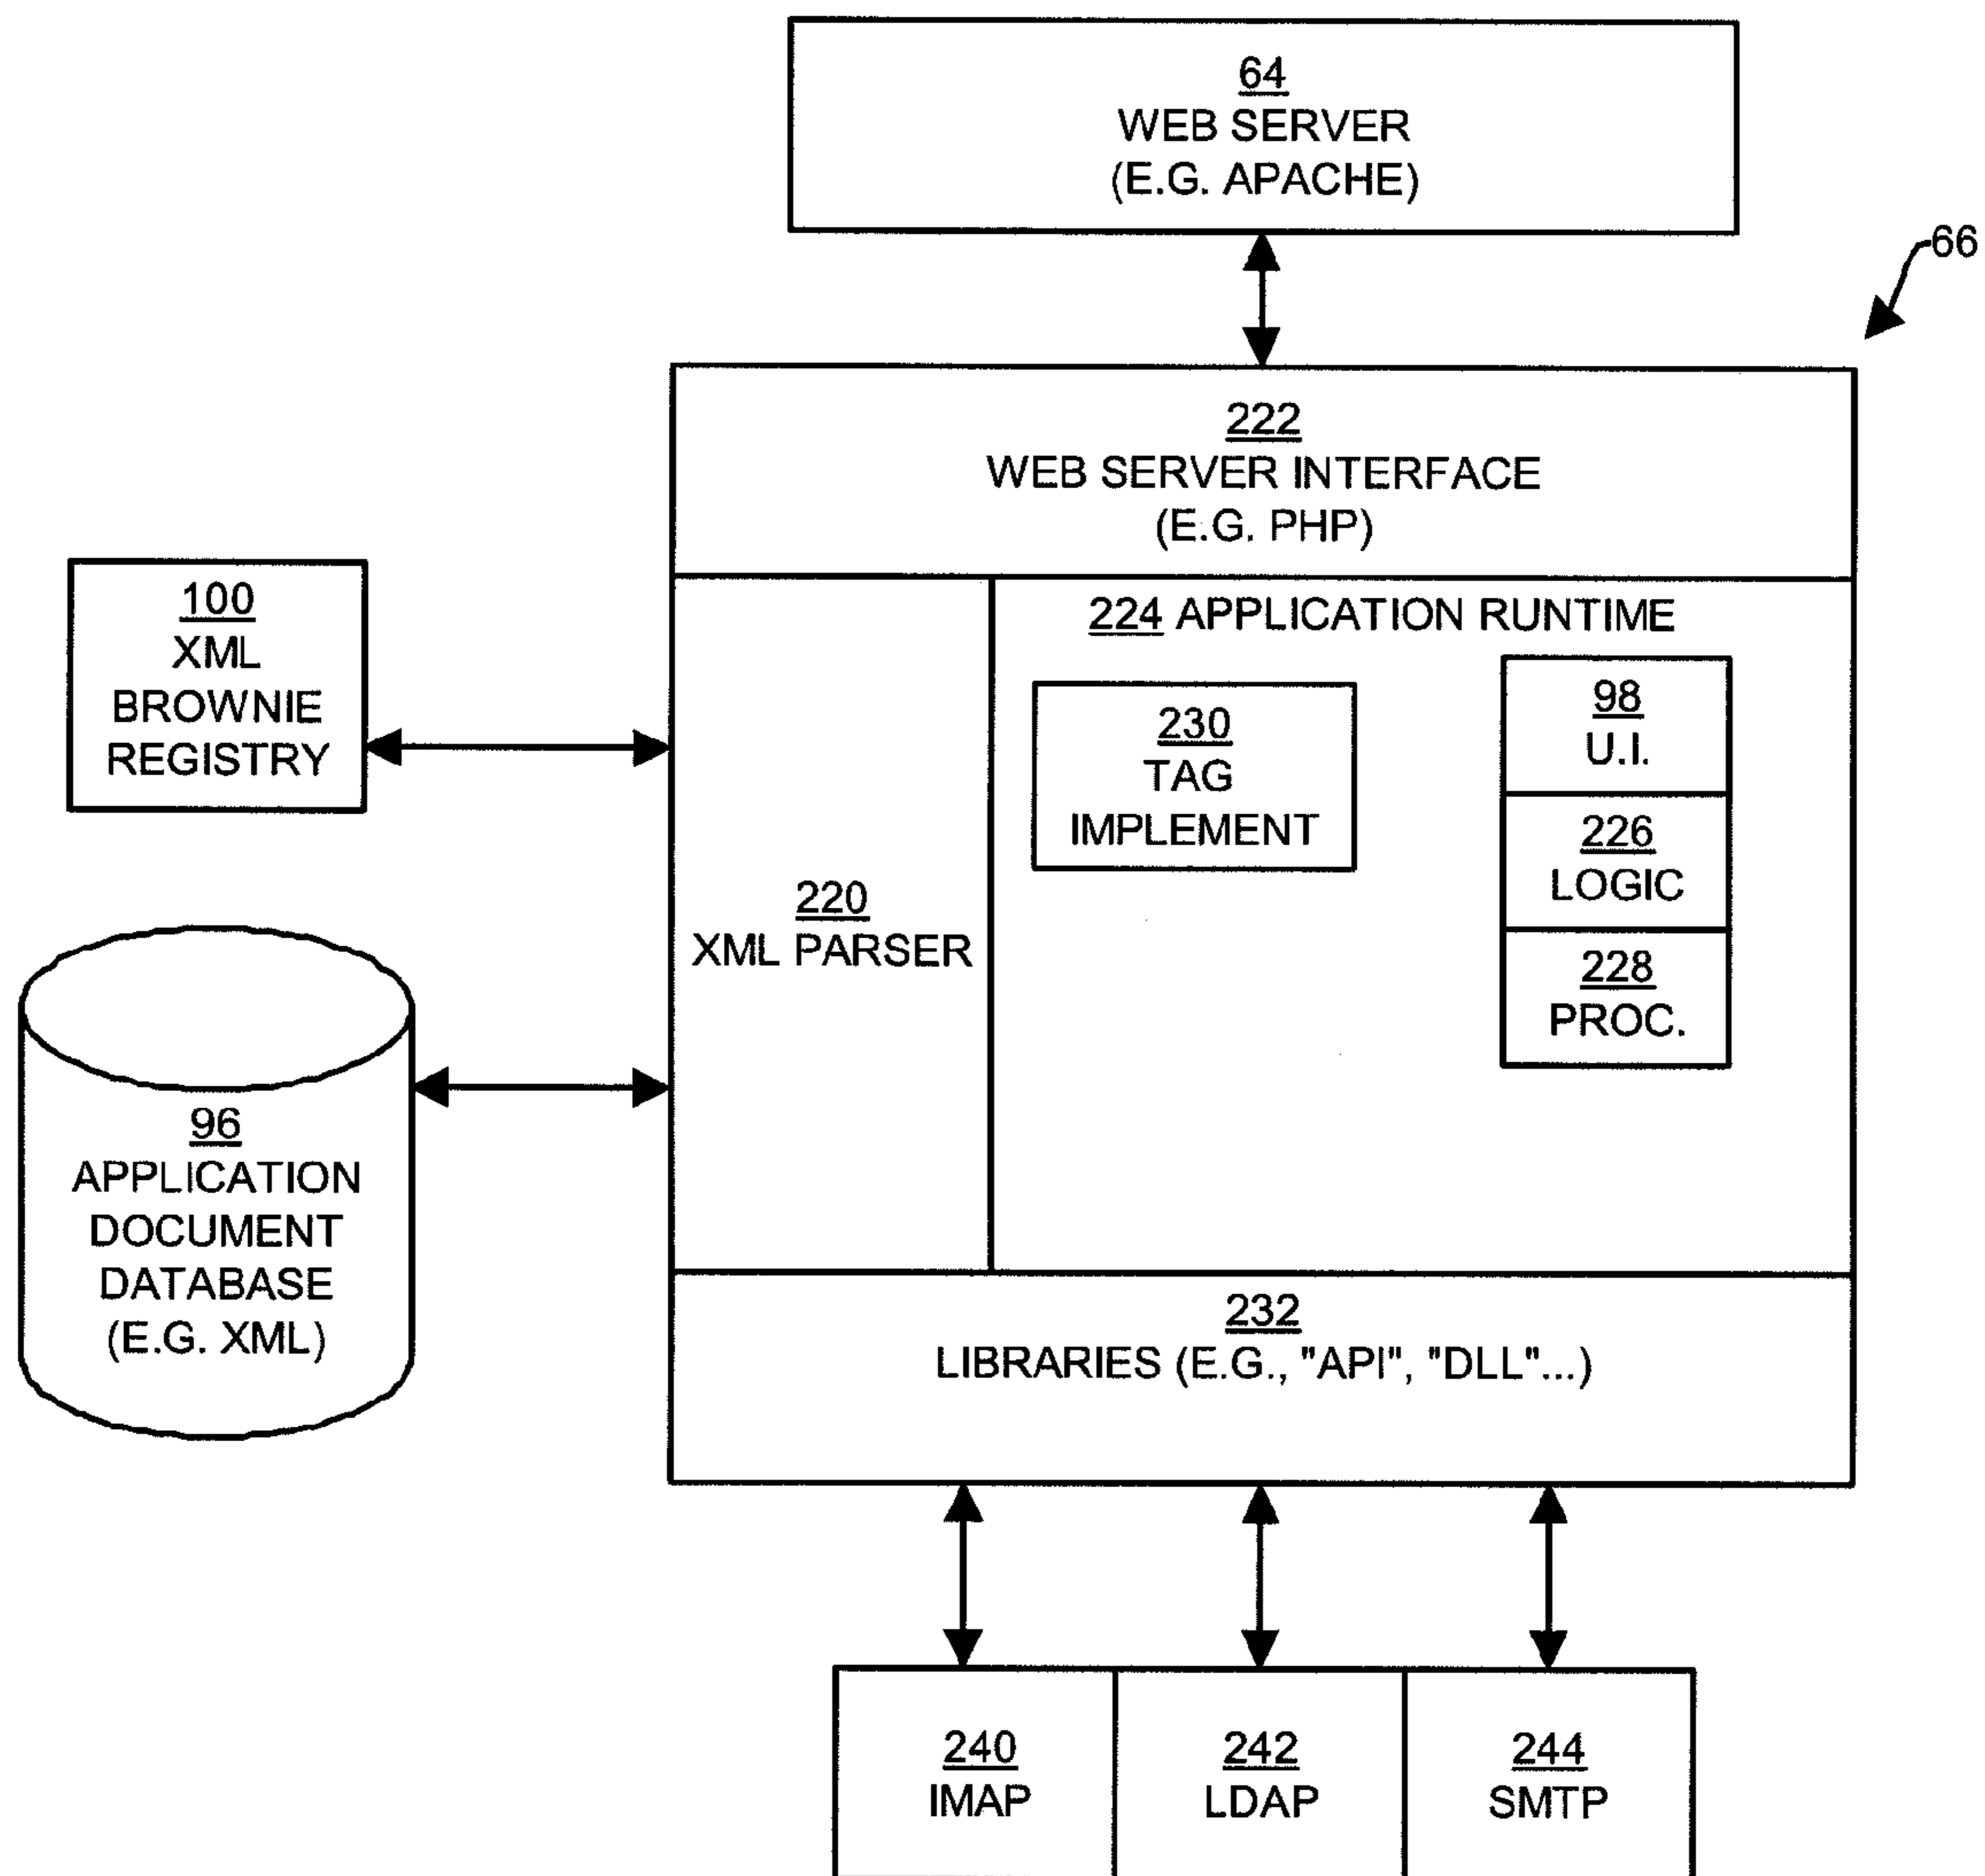 64
WEB SERVER
(E.G. APACHE)
66
222
WEB SERVER INTERFACE
(E.G. PHP)
100
XML
BROWNIE
REGISTRY
224 APPLICATION RUNTIME
230
TAG
IMPLEMENT
98
U.I.
226
LOGIC
228
PROC.
220
XML PARSER
96
APPLICATION
DOCUMENT
DATABASE
(E.G. XML)
232
LIBRARIES (E.G., "API", "DLL"...)
240
IMAP
242
LDAP
244
SMTP